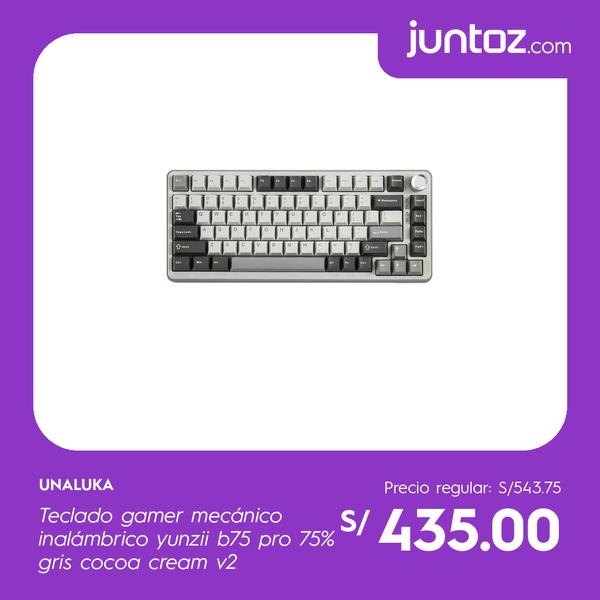 juntoz.com
UNALUKA
Teclado gamer mecánico
inalámbrico yunzii b75 pro 75%
gris cocoa cream v2
Precio regular: S/543.75
S/ 435.00